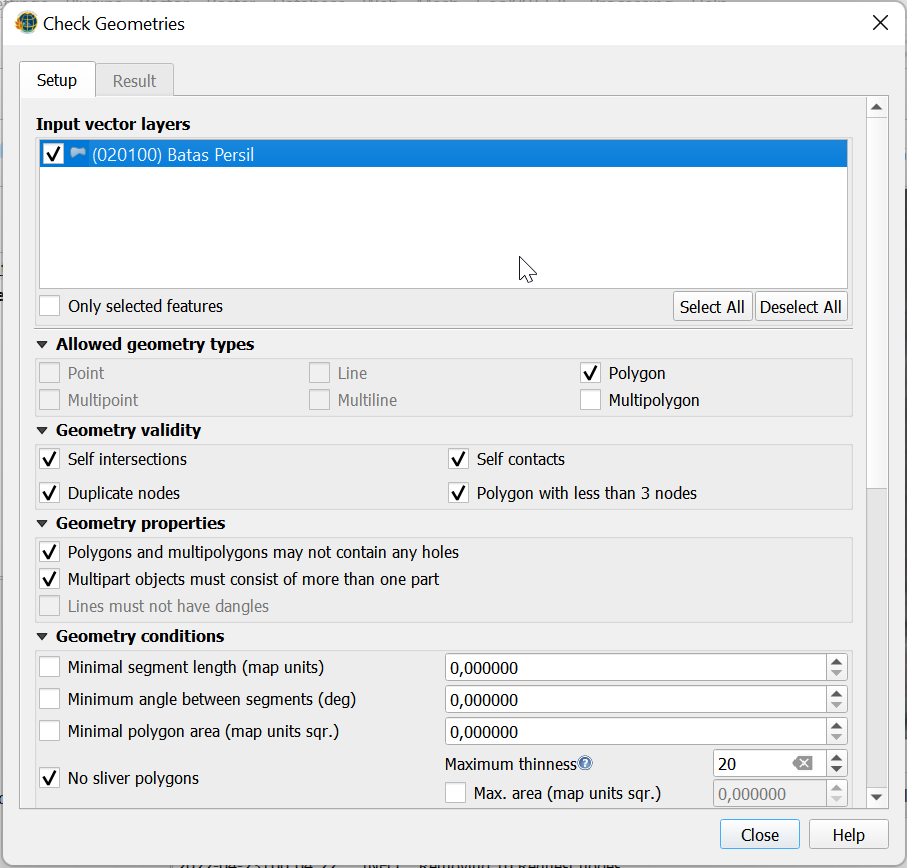 Check Geometries
Setup
Result
Input vector layers
(020100) Batas Persil
Only selected features
Select All
Deselect All
Allowed geometry types
Point
Line
Polygon
Multipoint
Multiline
Multipolygon
Geometry validity
Self intersections
Self contacts
Duplicate nodes
Polygon with less than 3 nodes
Geometry properties
Polygons and multipolygons may not contain any holes
Multipart objects must consist of more than one part
Lines must not have dangles
Geometry conditions
Minimal segment length (map units)
0,000000
Minimum angle between segments (deg)
0,000000
Minimal polygon area (map units sqr.)
0,000000
No sliver polygons
Maximum thinness
20
Max. area (map units sqr.)
0,000000
Close
Help